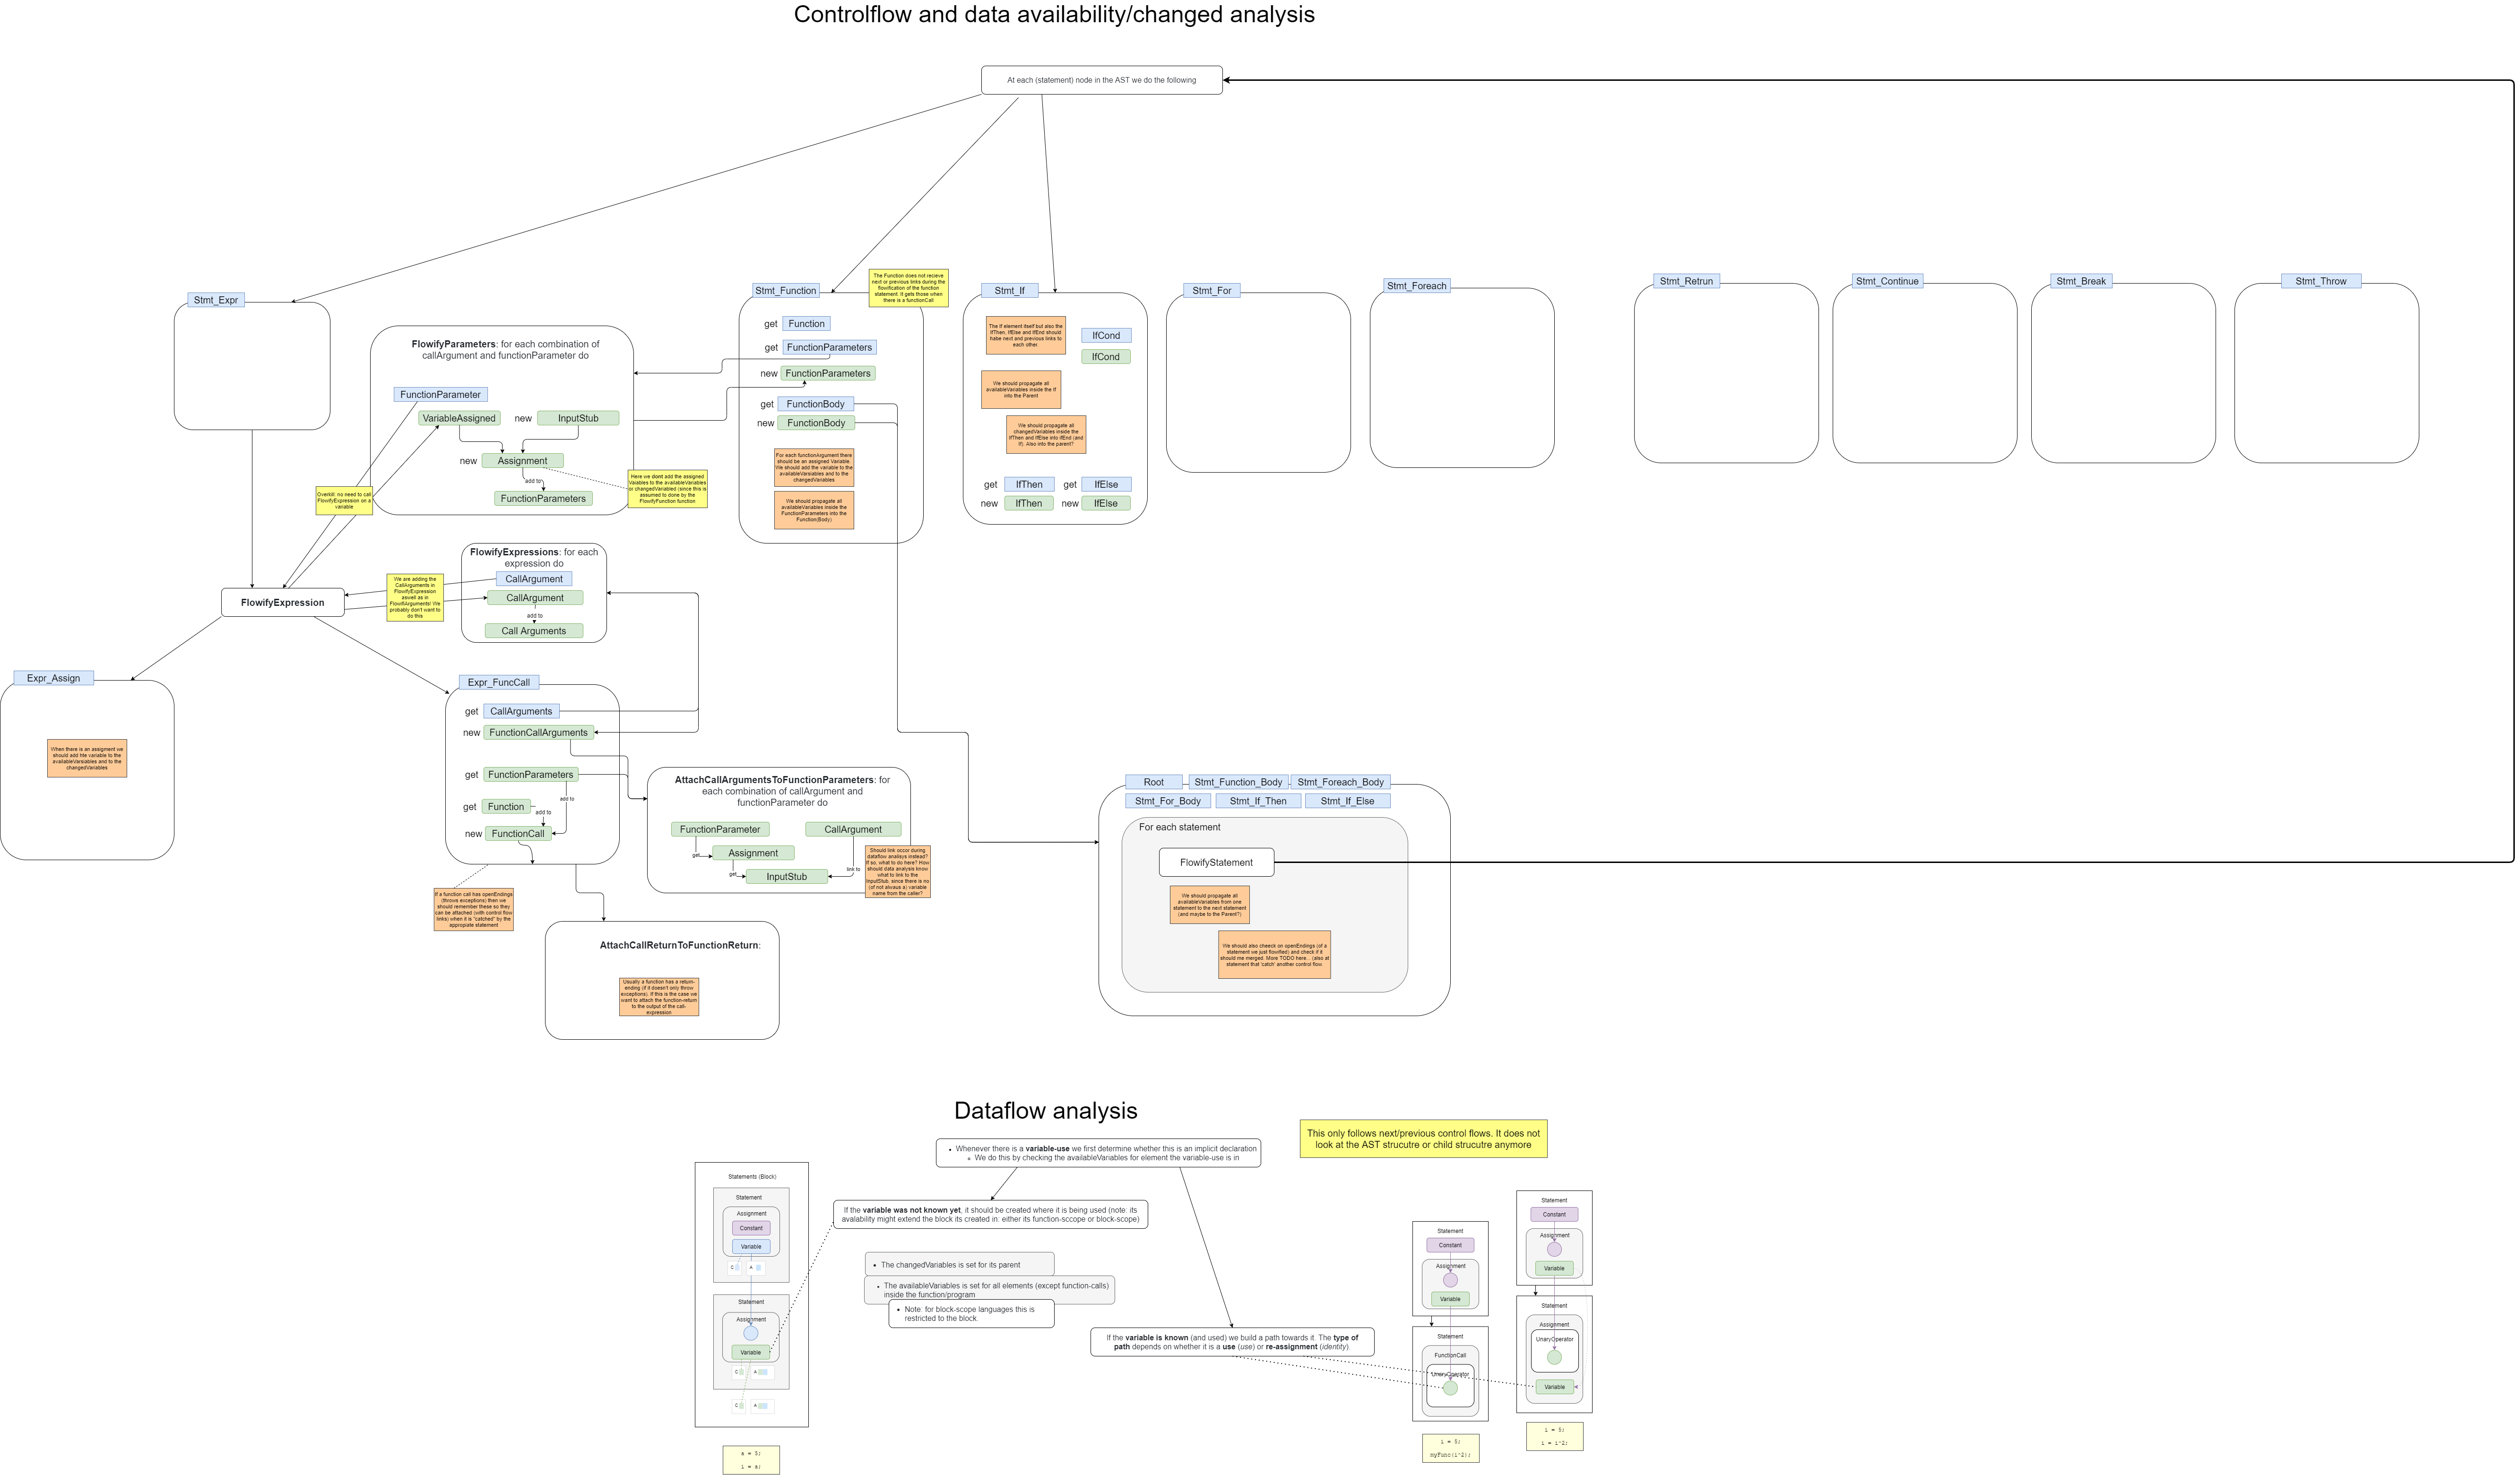 Controlflow and data availability/changed analysis
At each (statement) node in the AST we do the following
Stmt_Expr
FlowifyParameters: for each combination of
callArgument and functionParameter do
FunctionParameter
VariableAssigned
new
InputStub
new
Assignment
add to
FunctionParameters
Overkill: no need to call
FlowifyExpression on a
variable
Here we dont add the assigned
Vaiables to the availableVariables
or changedVariabled (since this is
assumed to done by the
FlowifyFunction function
Stmt_Function
The Function does not recieve
next or previous links during the
flowification of the function
statement. It gets those when
there is a functionCall
get
Function
get
FunctionParameters
new
FunctionParameters
get
FunctionBody
new
FunctionBody
For each functionArgument there
should be an assigned Variable.
We should add the variable to the
availableVarsiables and to the
changedVariables
We should propagate all
availableVariables inside the
FunctionParameters into the
Function(Body)
Stmt_If
The If element itself but also the
IfThen, IfElse and IfEnd should
habe next and previous links to
each other.
IfCond
IfCond
We should propagate all
availableVariables inside the If
into the Parent
We should propagate all
changedVariables inside the
IfThen and ifElse into ifEnd (and
If). Also into the parent?
get
IfThen
get
IfElse
new
IfThen
new
IfElse
Stmt_For
Stmt_Foreach
Stmt_Retrun
Stmt_Continue
Stmt_Break
Stmt_Throw
FlowifyExpression
We are adding the
CallArguments in
FlowifyExpression
aswell as in
FlowifiArguments! We
probably don't want to
do this
FlowifyExpressions: for each
expression do
CallArgument
CallArgument
add to
Call Arguments
Expr_Assign
When there is an assigment we
should add hte variable to the
availableVarsiables and to the
changedVariables
Expr_FuncCall
get
CallArguments
new
FunctionCallArguments
get
FunctionParameters
add to
get
Function
add to
new
FunctionCall
If a function call has openEndings
(throws exceptions) then we
should remember these so they
can be attached (with control flow
links) when it is "catched" by the
appropiate statement
AttachCallArgumentsToFunctionParameters: for
each combination of callArgument and
functionParameter do
FunctionParameter
CallArgument
get
Assignment
get
InputStub
link to
Should link occor during
dataflow analisys instead?
If so, what to do here? How
should data analysis know
what to link to the
InputStub, since there is no
(of not atvaus a) variable
name from the caller?
AttachCallReturnToFunctionReturn:
Usually a function has a return-
ending (if it doesn't only throw
exceptions). If this is the case we
want to attach the function-return
to the output of the call-
expression
Root
Stmt_Function_Body
Stmt_Foreach_Body
Stmt_For_Body
Stmt_If_Then
Stmt_If_Else
For each statement
FlowifyStatement
We should propagate all
availableVariables from one
statement to the next statement
(and maybe to the Parent?)
We should also cheeck on openEndings (of a
statement we just flowified) and check if it
should me merged. More TODO here... (also at
statement that 'catch' another control flow.
Dataflow analysis
This only follows next/previous control flows. It does not
look at the AST strucutre or child strucutre anymore
• Whenever there is a variable-use we first determine whether this is an implicit declaration
We do this by checking the availableVariables for element the variable-use is in
If the variable was not known yet, it should be created where it is being used (note: its
avalability might extend the block its created in: either its function-sccope or block-scope)
• The changedVariables is set for its parent
• The availableVariables is set for all elements (except function-calls)
inside the function/program
• Note: for block-scope languages this is
restricted to the block.
If the variable is known (and used) we build a path towards it. The type of
path depends on whether it is a use (use) or re-assignment (identity).
Statements (Block)
Statement
Assignment
Constant
Variable
C
A
Statement
Assignment
Variable
C
A
C
A
a = 5;
i = a;
Statement
Constant
Assignment
Variable
Statement
FunctionCall
UnaryOperator
i = 5;
myFunc(i^2);
Statement
Constant
Assignment
Variable
Statement
Assignment
UnaryOperator
Variable
i = 5;
i = i^2;